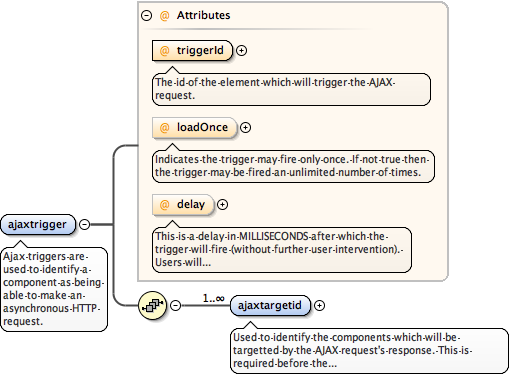 Attributes
@ triggerId
The id of the element which will trigger the AJAX
request.
@ loadOnce
Indicates the trigger may fire only once. If not true then
the trigger may be fired an unlimited number of times.
@ delay
This is a delay in MILLISECONDS after which the
trigger will fire (without further user intervention).
Users will...
ajaxtrigger
Ajax triggers are
used to identify a
component as being
able to make an
asynchronous HTTP
request.
1..∞
ajaxtargetid
Used to identify the components which will be
targetted by the AJAX request's response. This is
required before the...